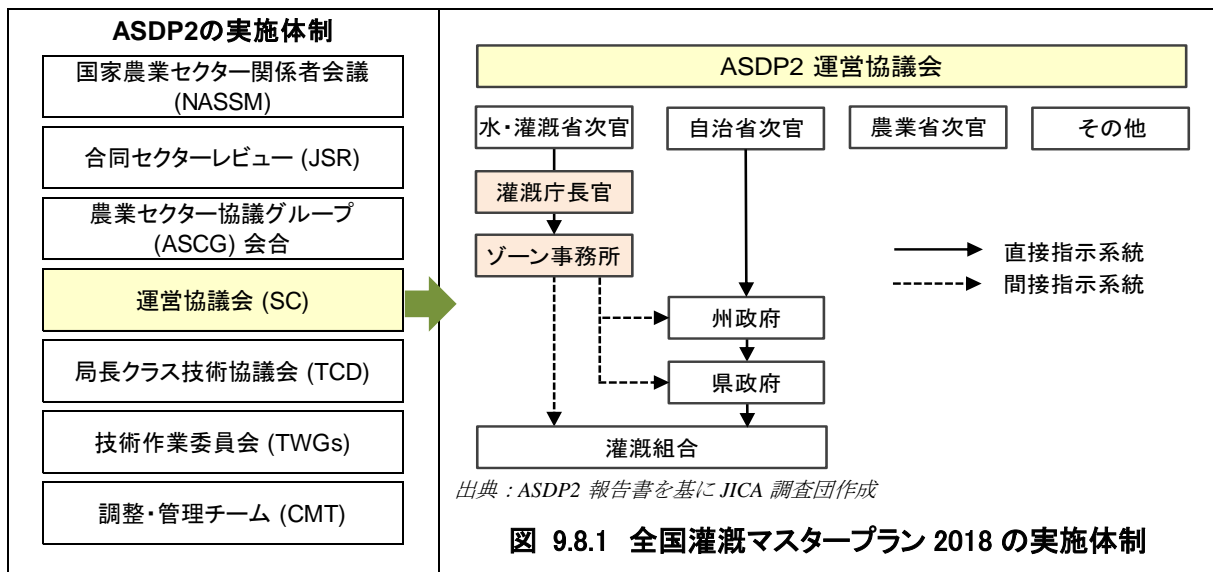 ASDP2の実施体制
国家農業セクター関係者会議
(NASSM)
合同セクターレビュー (JSR)
農業セクター協議グループ
(ASCG) 会合
運営協議会 (SC)
局長クラス技術協議会 (TCD)
技術作業委員会 (TWGs)
調整・管理チーム (CMT)
ASDP2 運営協議会
水・灌漑省次官
自治省次官
農業省次官
その他
灌漑庁長官
ゾーン事務所
直接指示系統
間接指示系統
州政府
県政府
灌漑組合
出典：ASDP2 報告書を基に JICA 調査団作成
図 9.8.1 全国灌漑マスタープラン 2018 の実施体制